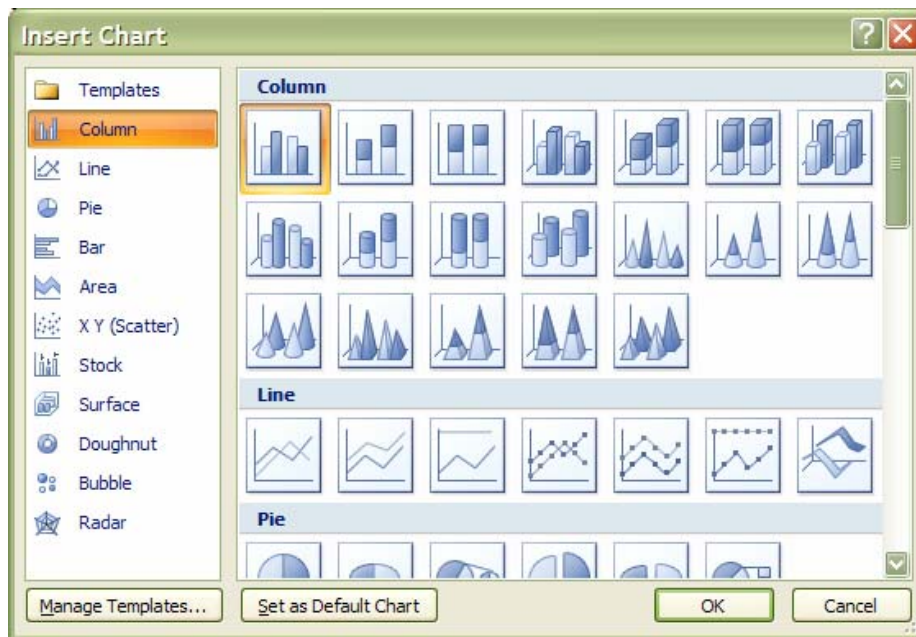 Insert Chart
Templates
Column
Line
Pie
Bar
Area
X Y (Scatter)
Stock
Surface
Doughnut
Bubble
Radar
Column
Line
Pie
Manage Templates...
Set as Default Chart
OK
Cancel